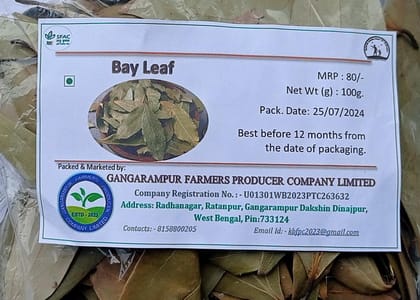 SFAC
Bay Leaf
MRP : 80/-
Net Wt (g) : 100g.
Pack. Date: 25/07/2024
Best before 12 months from
the date of packaging.
Packed & Marketed by:
GANGARAMPUR FARMERS PRODUCER COMPANY LIMITED
Company Registration No. : - U01301WB2023PTC263632
Address: Radhanagar, Ratanpur, Gangarampur Dakshin Dinajpur,
West Bengal, Pin:733124
Contacts: - 8158800205
Email Id: - kbfpc2023@gmail.com
ESTD - 2023